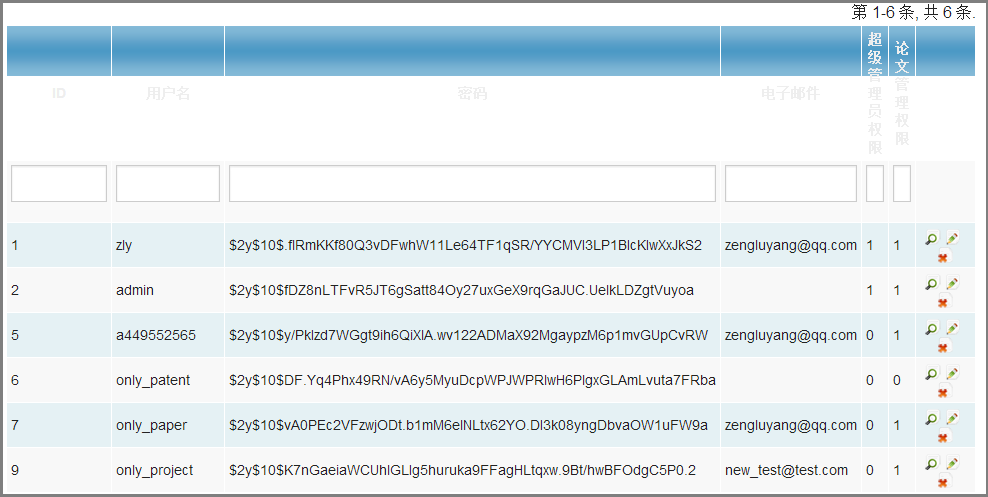 第 1-6 条, 共 6 条.
ID 用户名 密码 电子邮件 超级管理员权限 论文管理权限
1 zly $2y$10$.flRmKKf80Q3vDFwhW11Le64TF1qSR/YYCMVl3LP1BlcKlwXxJkS2 zengluyang@qq.com 1 1
2 admin $2y$10$fDZ8nLTFvR5JT6gSatt84Oy27uxGeX9rqGaJUC.UelkLDZgtVuyoa 1 1
5 a449552565 $2y$10$y/Pklzd7WGgt9ih6QiXlA.wv122ADMaX92MgaypzM6p1mvGUpCvRW zengluyang@qq.com 0 1
6 only_patent $2y$10$DF.Yq4Phx49RN/vA6y5MyuDcpWPJWPRlwH6PlgxGLAmLvuta7FRba 0 0
7 only_paper $2y$10$vA0PEc2VFzwjODt.b1mM6elNLtx62YO.Dl3k08yngDbvaOW1uFW9a zengluyang@qq.com 0 1
9 only_project $2y$10$K7nGaeiaWCUhlGLlg5huruka9FFagHLtqxw.9Bt/hwBFOdgC5P0.2 new_test@test.com 0 1